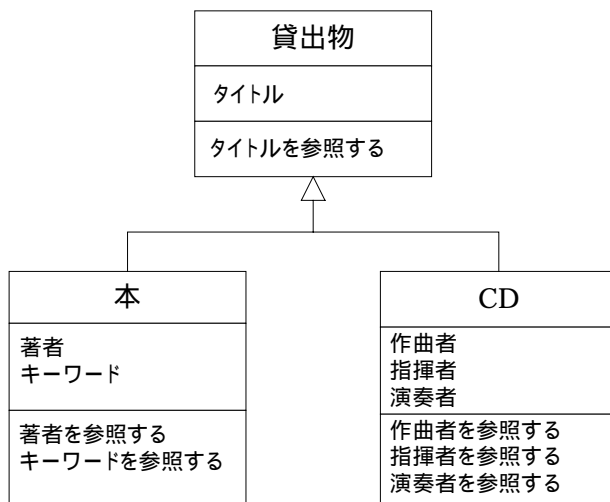 貸出物
タイトル
タイトルを参照する
本
著者
キーワード
著者を参照する
キーワードを参照する
CD
作曲者
指揮者
演奏者
作曲者を参照する
指揮者を参照する
演奏者を参照する